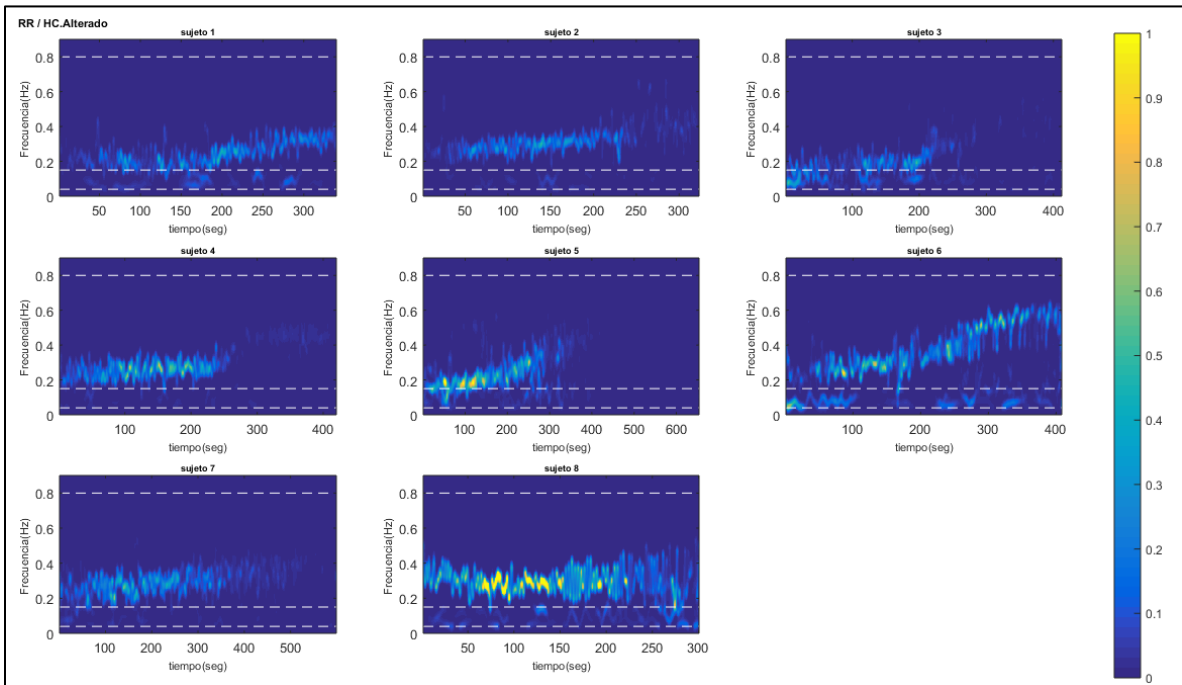 RR / HC.Alterado
sujeto 1
Frecuencia(Hz)
0.8
0.6
0.4
0.2
0
50 100 150 200 250 300
tiempo(seg)
sujeto 2
Frecuencia(Hz)
0.8
0.6
0.4
0.2
0
50 100 150 200 250 300
tiempo(seg)
sujeto 3
Frecuencia(Hz)
0.8
0.6
0.4
0.2
0
100 200 300 400
tiempo(seg)
sujeto 4
Frecuencia(Hz)
0.8
0.6
0.4
0.2
0
100 200 300 400
tiempo(seg)
sujeto 5
Frecuencia(Hz)
0.8
0.6
0.4
0.2
0
100 200 300 400 500 600
tiempo(seg)
sujeto 6
Frecuencia(Hz)
0.8
0.6
0.4
0.2
0
100 200 300 400
tiempo(seg)
sujeto 7
Frecuencia(Hz)
0.8
0.6
0.4
0.2
0
100 200 300 400 500
tiempo(seg)
sujeto 8
Frecuencia(Hz)
0.8
0.6
0.4
0.2
0
50 100 150 200 250 300
tiempo(seg)
1
0.9
0.8
0.7
0.6
0.5
0.4
0.3
0.2
0.1
0